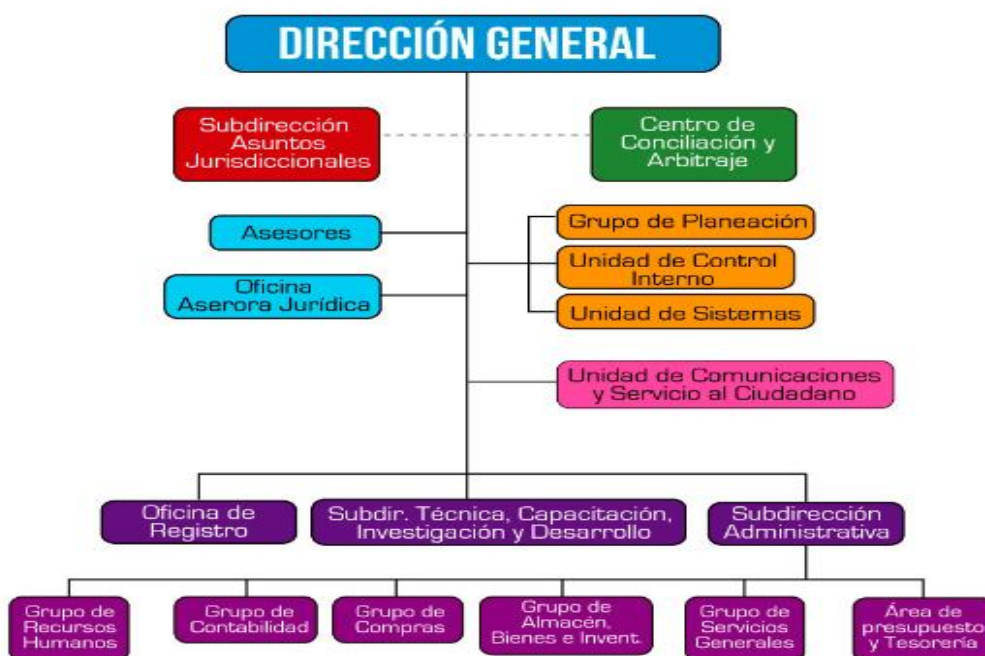 DIRECCIÓN GENERAL
Subdirección
Asuntos
Jurisdiccionales
Centro de
Conciliación y
Arbitraje
Asesores
Oficina
Aserora Jurídica
Grupo de Planeación
Unidad de Control
Interno
Unidad de Sistemas
Unidad de Comunicaciones
y Servicio al Ciudadano
Oficina de
Registro
Subdir. Técnica, Capacitación,
Investigación y Desarrollo
Subdirección
Administrativa
Grupo de
Recursos
Humanos
Grupo de
Contabilidad
Grupo de
Compras
Grupo de
Almacén,
Bienes e Invent.
Grupo de
Servicios
Generales
Área de
presupuesto
y Tesorería